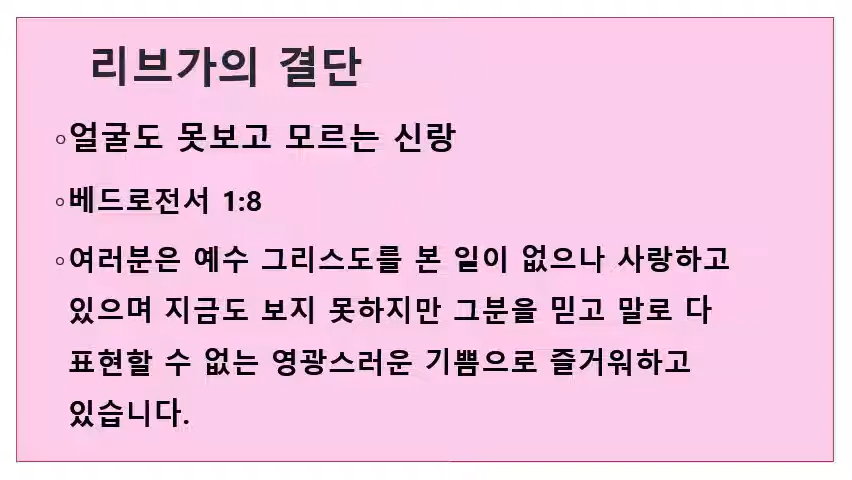 리브가의 결단
◦얼굴도 못보고 모르는 신랑
◦베드로전서 1:8
◦여러분은 예수 그리스도를 본 일이 없으나 사랑하고
있으며 지금도 보지 못하지만 그분을 믿고 말로 다
표현할 수 없는 영광스러운 기쁨으로 즐거워하고
있습니다.